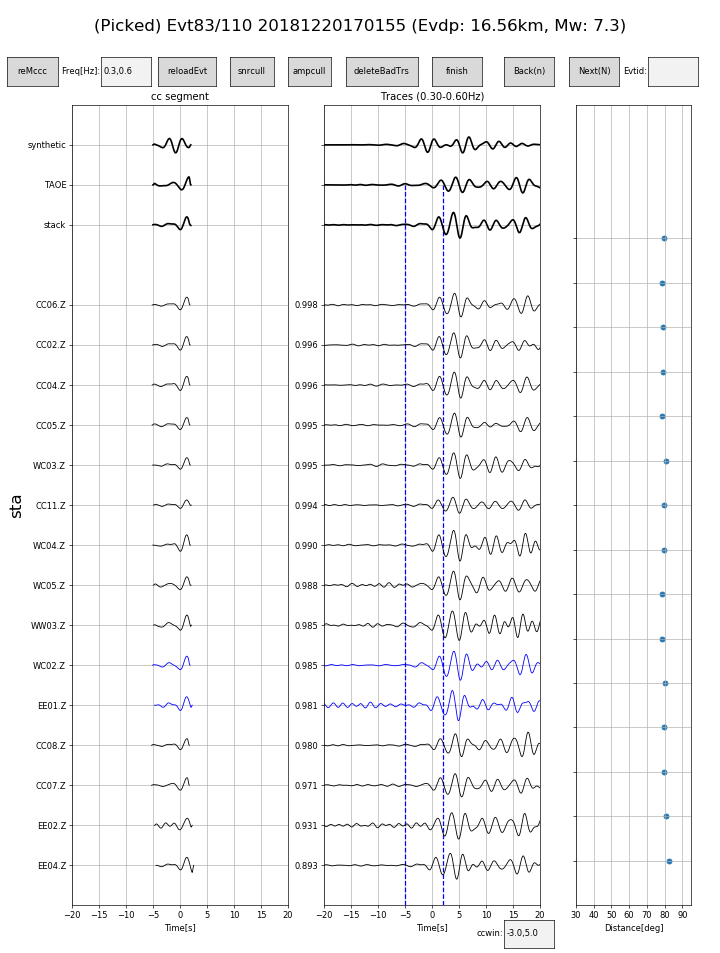 (Picked) Evt83/110 20181220170155 (Evdp: 16.56km, Mw: 7.3)
reMccc Freq[Hz]: 0.3,0.6 reloadEvt snrcull ampcull deleteBadTrs finish Back(n) Next(N) Evtid:
cc segment Traces (0.30-0.60Hz)
synthetic
TAOE
stack
CC06.Z 0.998
CC02.Z 0.996
CC04.Z 0.996
CC05.Z 0.995
WC03.Z 0.995
sta
CC11.Z 0.994
WC04.Z 0.990
WC05.Z 0.988
WW03.Z 0.985
WC02.Z 0.985
EE01.Z 0.981
CC08.Z 0.980
CC07.Z 0.971
EE02.Z 0.931
EE04.Z 0.893
−20 −15 −10 −5 0 5 10 15 20 −20 −15 −10 −5 0 5 10 15 20 30 40 50 60 70 80 90
Time[s] Time[s] Distance[deg]
ccwin: -3.0,5.0